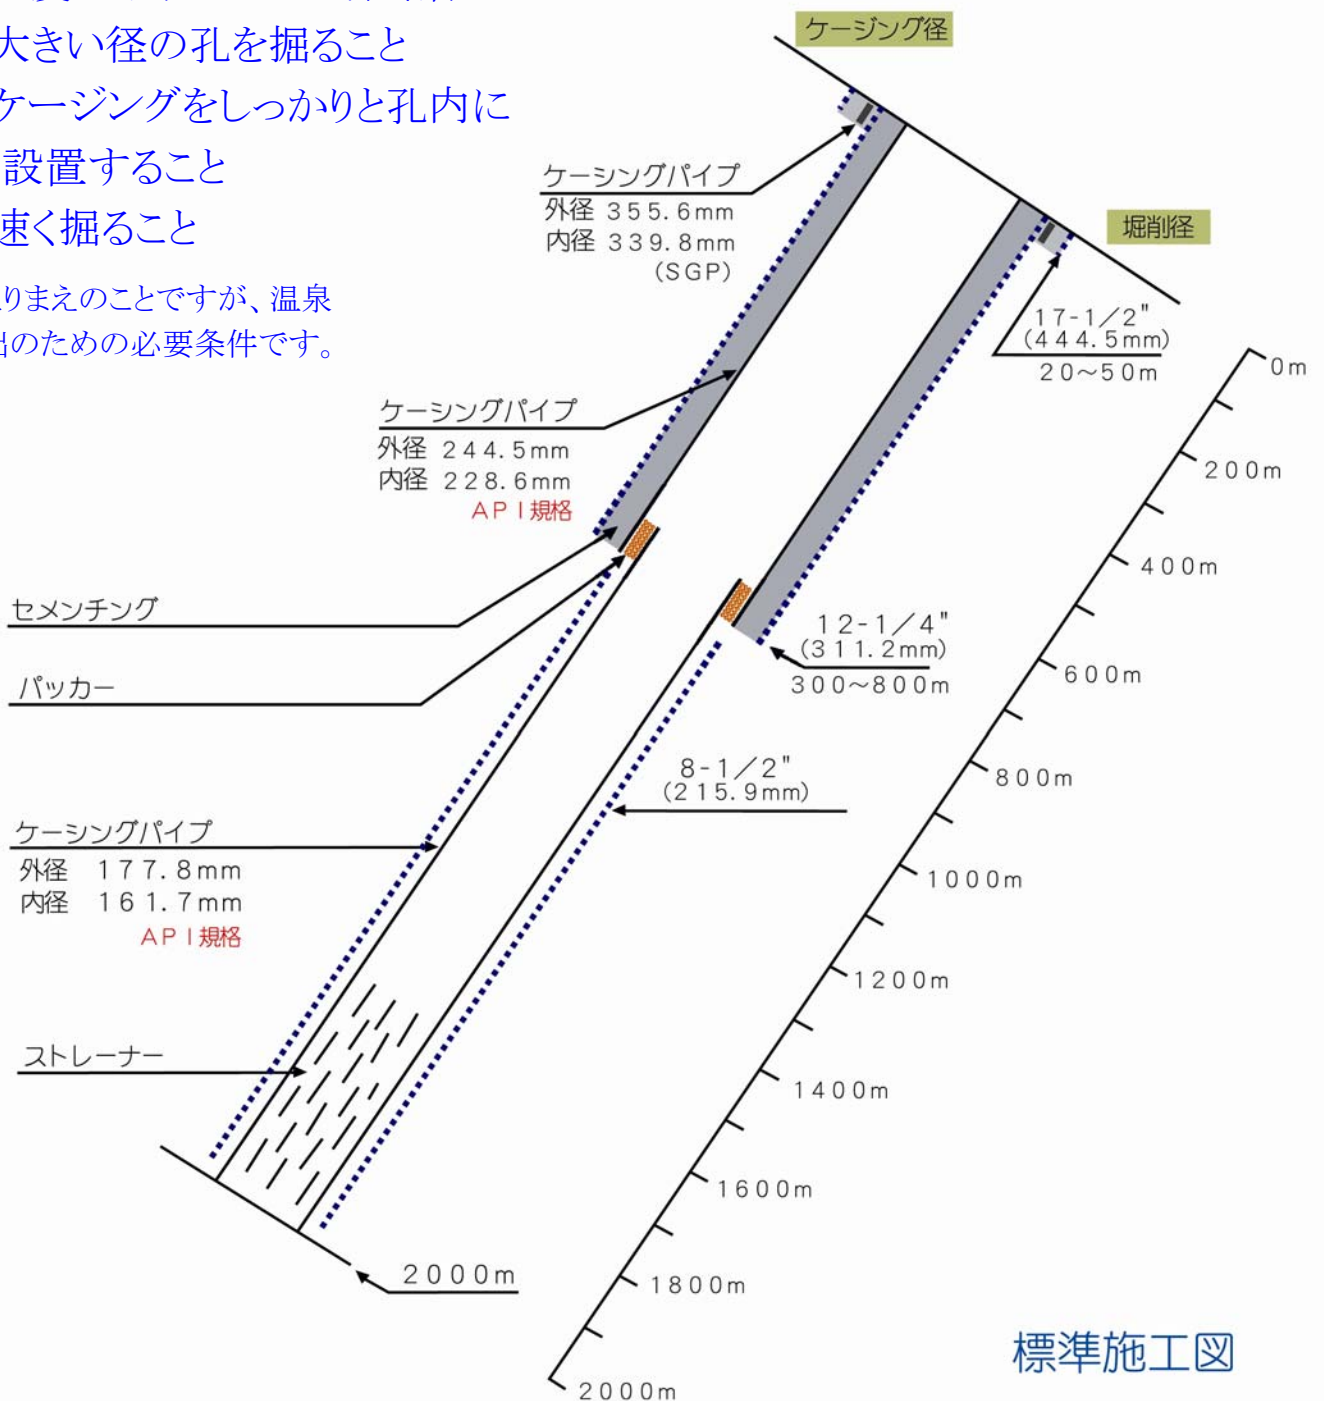 大きい径の孔を掘ること
ケージングをしっかりと孔内に
設置すること
速く掘ること
りまえのことですが、温泉
出のための必要条件です。
ケージング径
ケーシングパイプ
外径 355.6mm
内径 339.8mm
(SGP)
堀削径
17-1/2"
(444.5mm)
20~50m
ケーシングパイプ
外径 244.5mm
内径 228.6mm
API規格
セメンチング
パッカー
12-1/4"
(311.2mm)
300~800m
8-1/2"
(215.9mm)
ケーシングパイプ
外径 177.8mm
内径 161.7mm
API規格
ストレーナー
2000m
0m
200m
400m
600m
800m
1000m
1200m
1400m
1600m
1800m
2000m
標準施工図